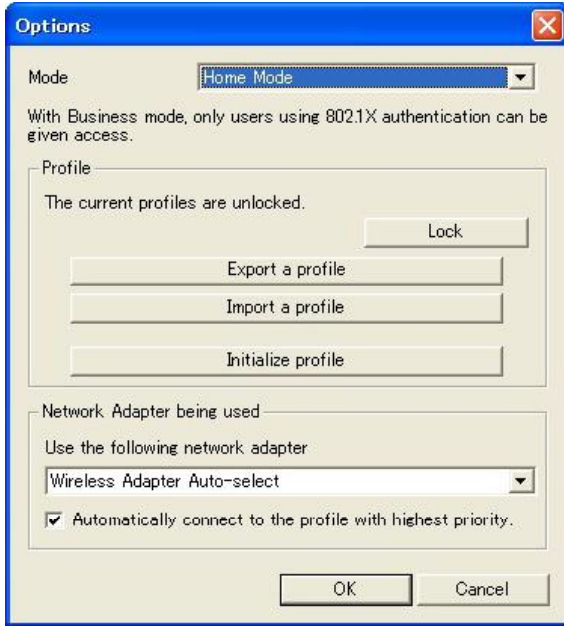 Options
Mode
Home Mode
With Business mode, only users using 802.1X authentication can be
given access.
Profile
The current profiles are unlocked.
Lock
Export a profile
Import a profile
Initialize profile
Network Adapter being used
Use the following network adapter
Wireless Adapter Auto-select
Automatically connect to the profile with highest priority.
OK
Cancel